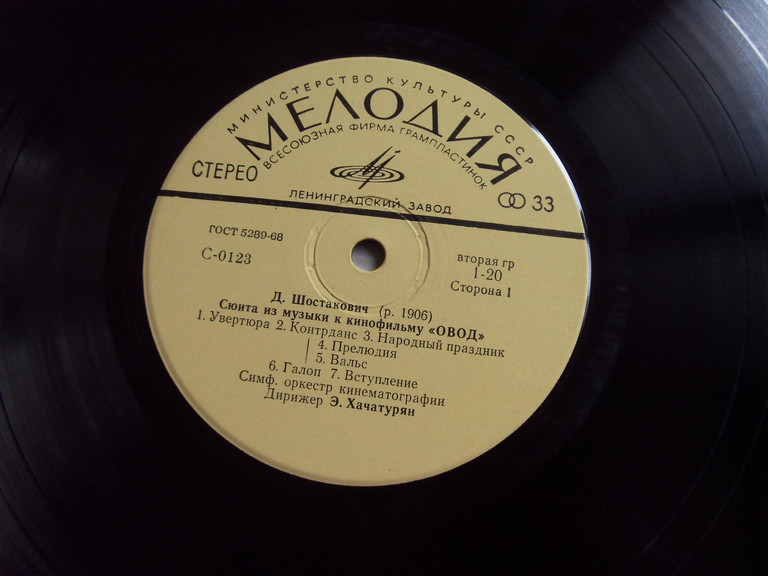 МИНИСТЕРСТВО КУЛЬТУРЫ СССР
МЕЛОДИЯ
ВСЕСОЮЗНАЯ ФИРМА ГРАМПЛАСТИНОК
СТЕРЕО
33
ЛЕНИНГРАДСКИЙ ЗАВОД
ГОСТ 5289-68
С-0123
вторая гр
1-20
Сторона 1
Д. Шостакович (р. 1906)
Сюита из музыки к кинофильму «ОВОД»
1. Увертюра 2. Контрданс 3. Народный праздник
4. Прелюдия
5. Вальс
6. Галоп 7. Вступление
Симф. оркестр кинематографии
Дирижер Э. Хачатурян